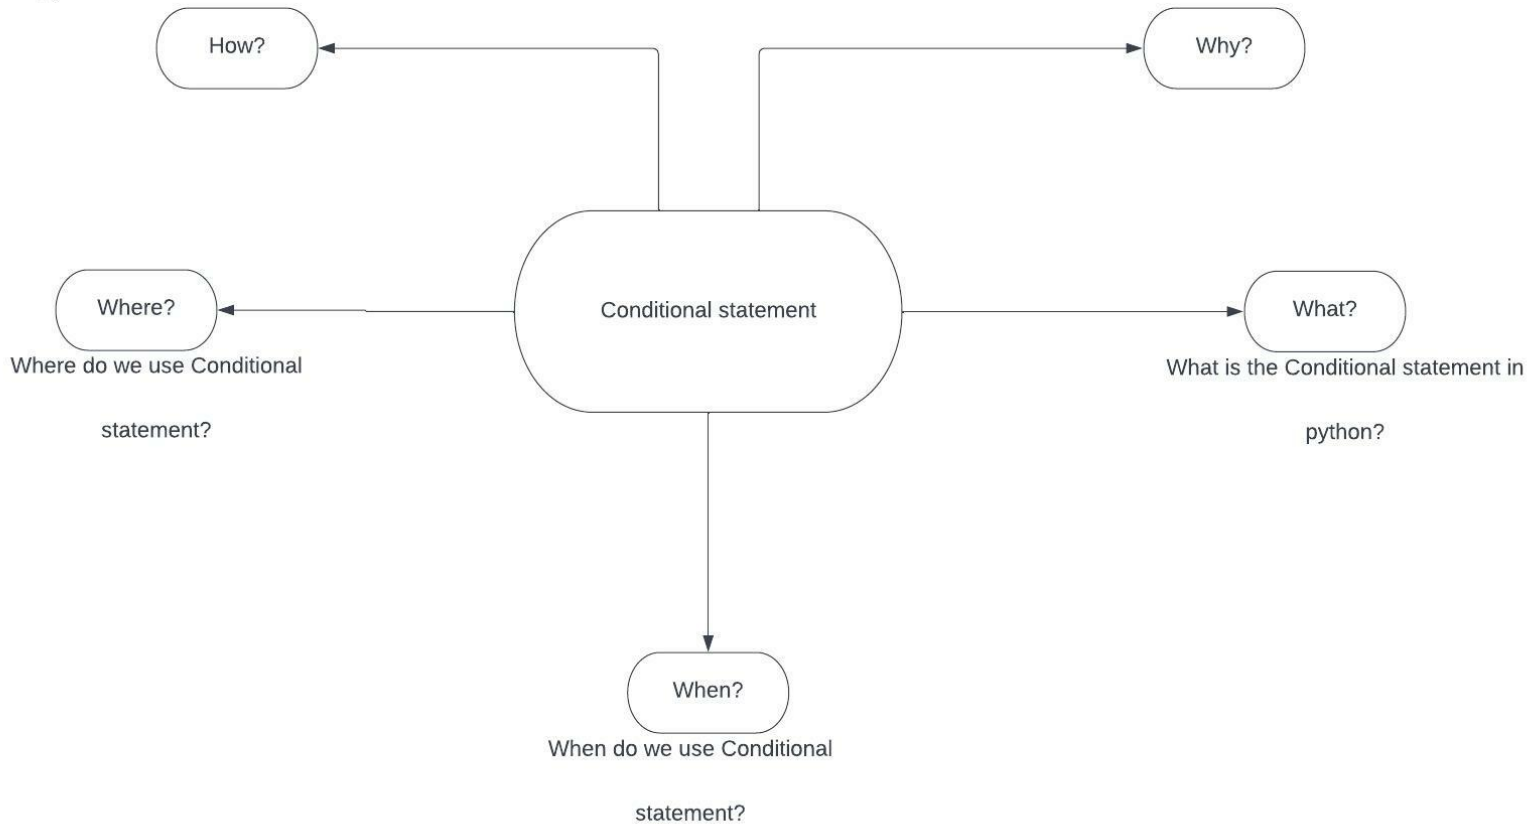 How?
Why?
Where?
Conditional statement
What?
Where do we use Conditional
statement?
What is the Conditional statement in
python?
When?
When do we use Conditional
statement?